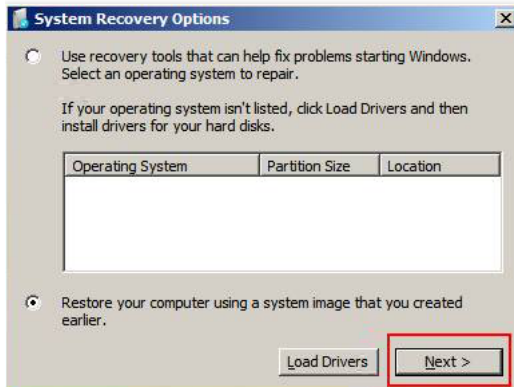 System Recovery Options
Use recovery tools that can help fix problems starting Windows.
Select an operating system to repair.
If your operating system isn't listed, click Load Drivers and then
install drivers for your hard disks.
Operating System Partition Size Location
Restore your computer using a system image that you created
earlier.
Load Drivers Next >